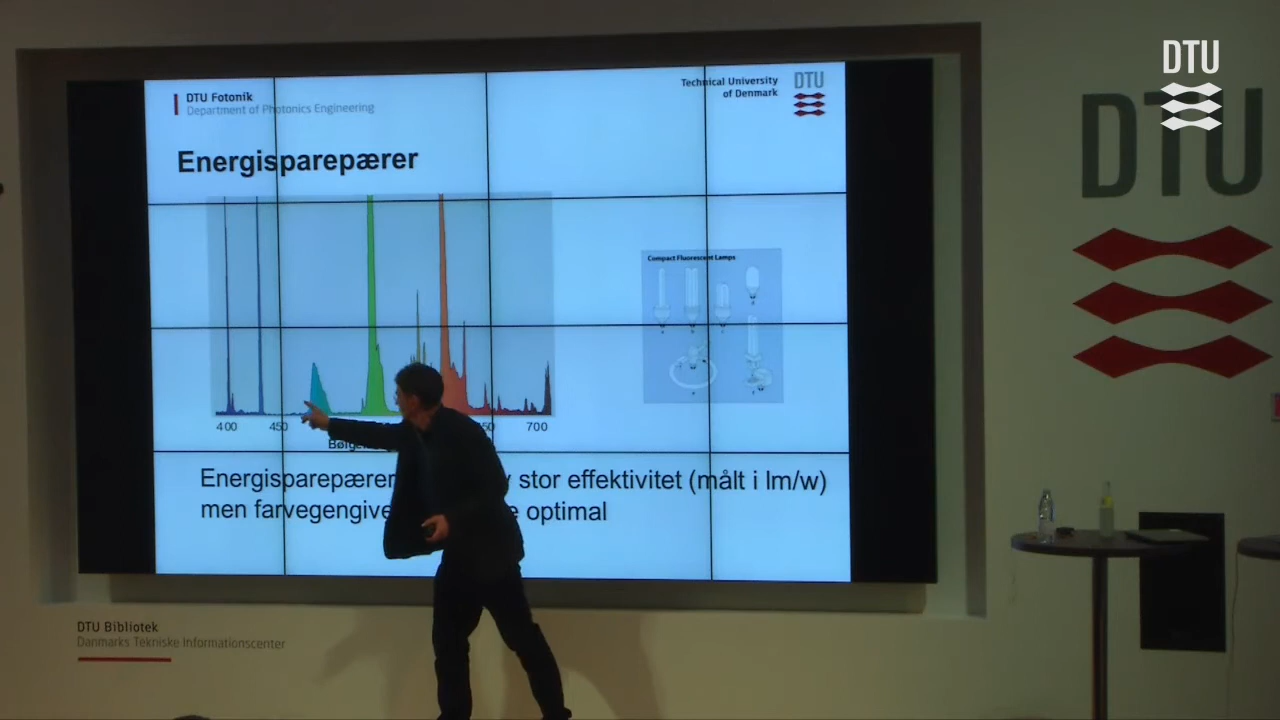 DTU
DTU Fotonik
Department of Photonics Engineering
Technical University
of Denmark
DTU
DTU
Energisparepærer
Compact Fluorescent Lamps
400
450
700
Energisparepærer stor effektivitet (målt i lm/w)
men optimal
DTU Bibliotek
Danmarks Tekniske Informationscenter